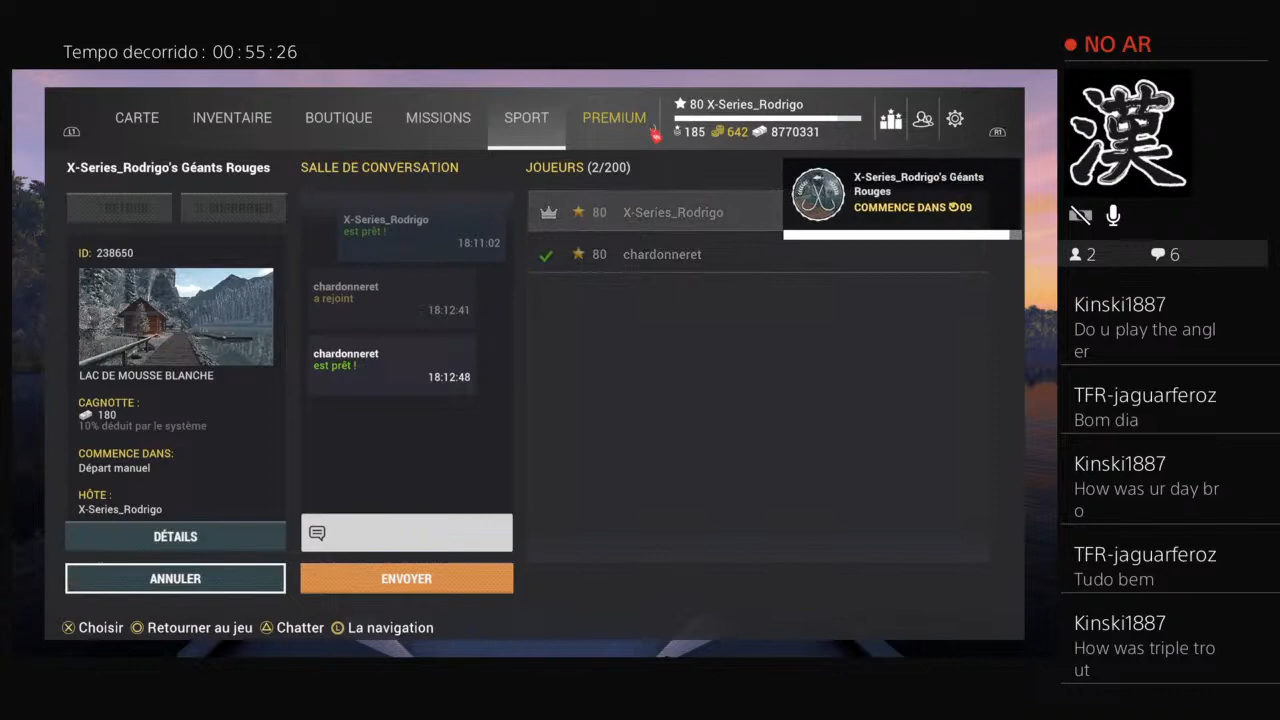 Tempo decorrido : 00 : 55 : 26
NO AR
CARTE
INVENTAIRE
BOUTIQUE
MISSIONS
SPORT
PREMIUM
80 X-Series_Rodrigo
185 642 8770331
L1
R1
X-Series_Rodrigo's Géants Rouges
SALLE DE CONVERSATION
JOUEURS (2/200)
ID: 238650
LAC DE MOUSSE BLANCHE
CAGNOTTE :
180
10% déduit par le système
COMMENCE DANS:
Départ manuel
HÔTE :
X-Series_Rodrigo
DÉTAILS
ANNULER
X-Series_Rodrigo
est prêt !
18:11:02
chardonneret
a rejoint
18:12:41
chardonneret
est prêt !
18:12:48
ENVOYER
80 X-Series_Rodrigo
80 chardonneret
X-Series_Rodrigo's Géants
Rouges
COMMENCE DANS 09
Choisir Retourner au jeu Chatter L La navigation
漢
2 6
Kinski1887
Do u play the angl
er
TFR-jaguarferoz
Bom dia
Kinski1887
How was ur day br
o
TFR-jaguarferoz
Tudo bem
Kinski1887
How was triple tro
ut